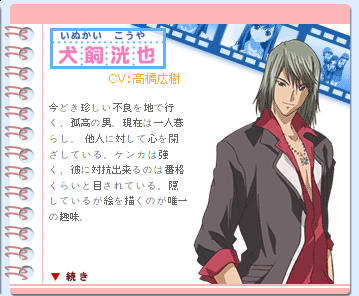 いぬかい こうや
犬飼洸也
CV:高橋広樹
今どき珍しい不良を地で行
く、孤高の男。現在は一人暮
らし。他人に対して心を閉
ざしている。ケンカは強
く、彼に対抗出来るのは番格
くらいと目されている。隠
しているが絵を描くのが唯一
の趣味。
▼ 続き